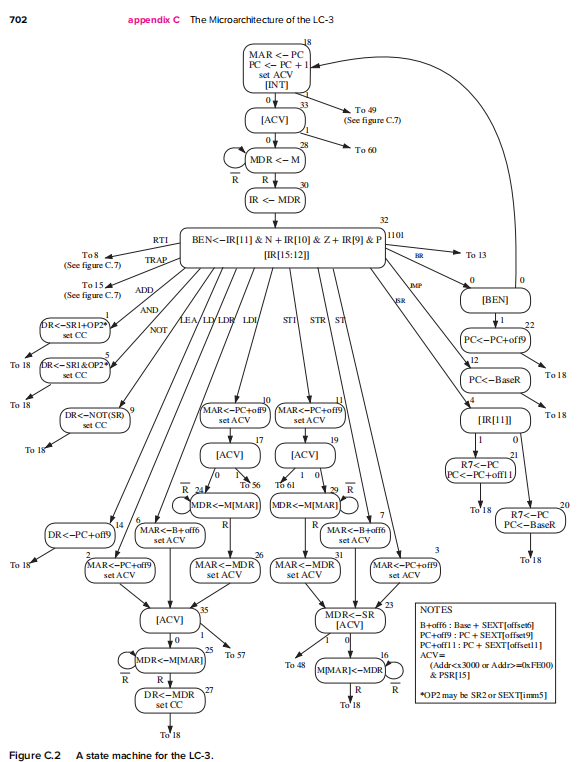 702 appendix C The Microarchitecture of the LC-3
18
MAR <- PC
PC <- PC + 1
set ACV
[INT]
0
1
To 49
(See figure C.7)
33
[ACV]
0
1
To 60
28
MDR <- M
R
R
30
IR <- MDR
32
BEN<-IR[11] & N + IR[10] & Z + IR[9] & P
[IR[15:12]]
1101
To 13
RTI
To 8
(See figure C.7)
TRAP
To 15
(See figure C.7)
ADD
AND
NOT
LEA
LD
LDR
LDI
STI
STR
ST
JSR
JMP
BR
1
DR<-SR1+OP2*
set CC
To 18
5
DR<-SR1&OP2*
set CC
To 18
9
DR<-NOT(SR)
set CC
To 18
0
[BEN]
0
1
22
PC<-PC+off9
To 18
12
PC<-BaseR
To 18
4
[IR[11]]
1
0
21
R7<-PC
PC<-PC+off11
To 18
20
R7<-PC
PC<-BaseR
To 18
10
MAR<-PC+off9
set ACV
11
MAR<-PC+off9
set ACV
17
[ACV]
0
1
To 56
19
[ACV]
1
0
To 61
24
MDR<-M[MAR]
R
R
29
MDR<-M[MAR]
R
R
14
DR<-PC+off9
To 18
6
MAR<-B+off6
set ACV
7
MAR<-B+off6
set ACV
2
MAR<-PC+off9
set ACV
26
MAR<-MDR
set ACV
31
MAR<-MDR
set ACV
3
MAR<-PC+off9
set ACV
35
[ACV]
0
1
To 57
23
MDR<-SR
[ACV]
1
0
To 48
25
MDR<-M[MAR]
R
R
27
DR<-MDR
set CC
To 18
16
M[MAR]<-MDR
R
R
To 18
NOTES
B+off6 : Base + SEXT[offset6]
PC+off9 : PC + SEXT[offset9]
PC+off11 : PC + SEXT[offset11]
ACV=
(Addr<x3000 or Addr>=0xFE00)
& PSR[15]
*OP2 may be SR2 or SEXT[imm5]
Figure C.2 A state machine for the LC-3.